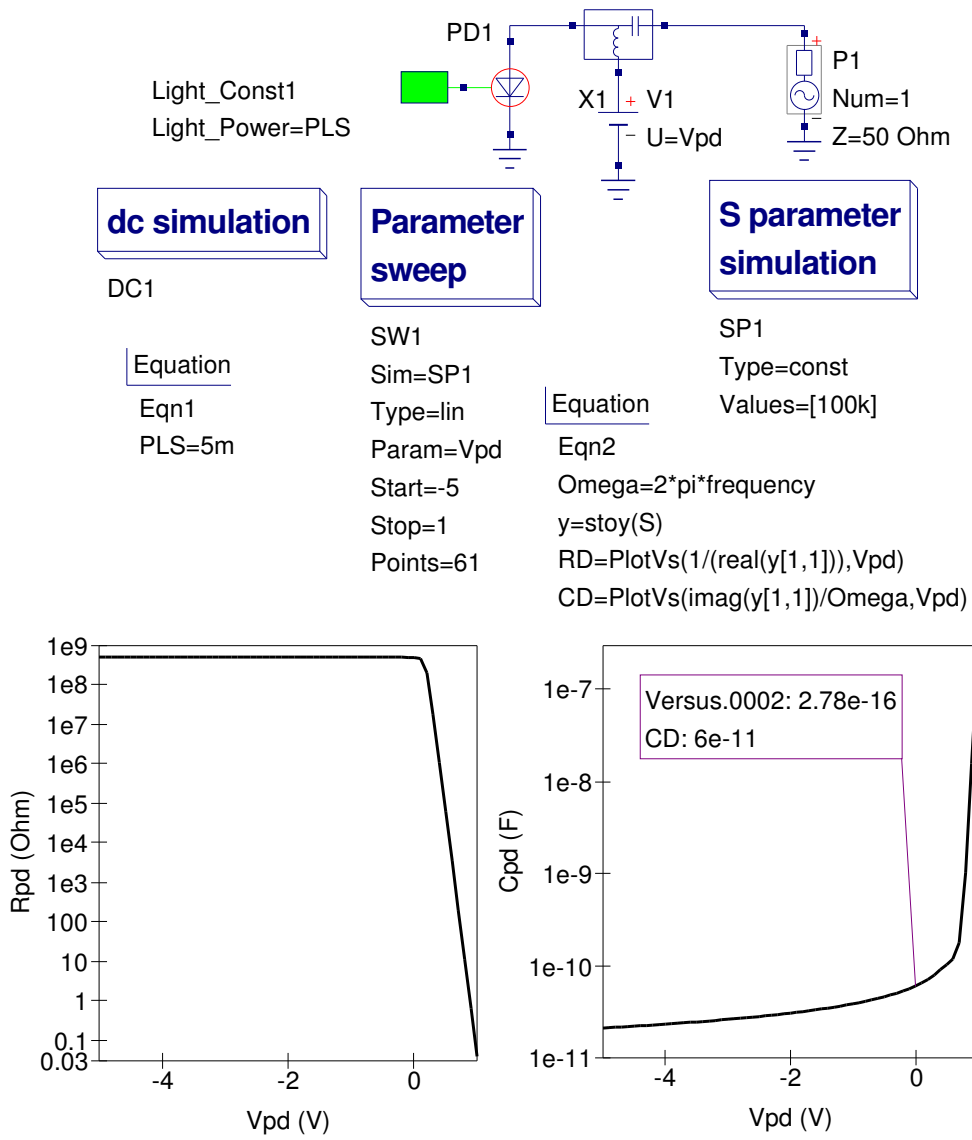 PD1
Light_Const1
Light_Power=PLS
X1
+
V1
–
U=Vpd
+
P1
Num=1
–
Z=50 Ohm
dc simulation
DC1
Parameter
sweep
SW1
Sim=SP1
Type=lin
Param=Vpd
Start=-5
Stop=1
Points=61
S parameter
simulation
SP1
Type=const
Values=[100k]
Equation
Eqn1
PLS=5m
Equation
Eqn2
Omega=2*pi*frequency
y=stoy(S)
RD=PlotVs(1/(real(y[1,1])),Vpd)
CD=PlotVs(imag(y[1,1])/Omega,Vpd)
Rpd (Ohm)
1e9
1e8
1e7
1e6
1e5
1e4
1e3
100
10
1
0.1
0.03
-4
-2
0
Vpd (V)
Cpd (F)
1e-7
1e-8
1e-9
1e-10
1e-11
Versus.0002: 2.78e-16
CD: 6e-11
-4
-2
0
Vpd (V)